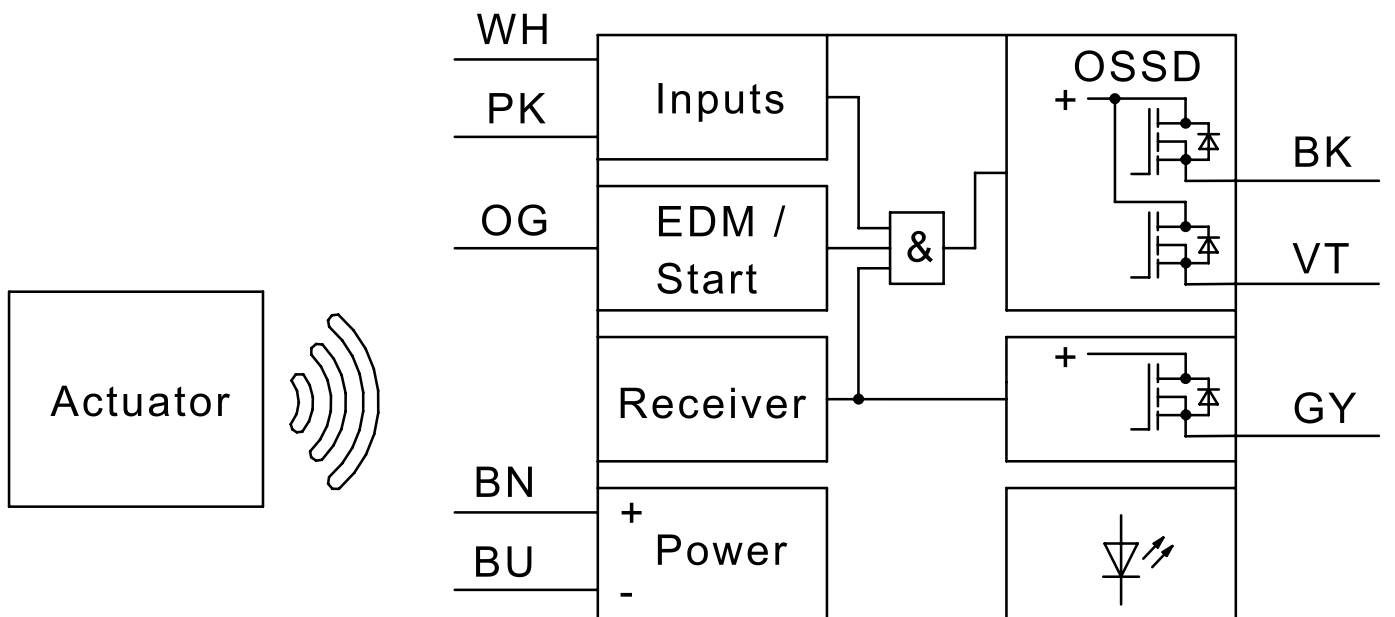 WH
Inputs
OSSD
+
PK
BK
OG
EDM /
Start
&
VT
Actuator
Receiver
+
GY
BN
+
Power
BU
-